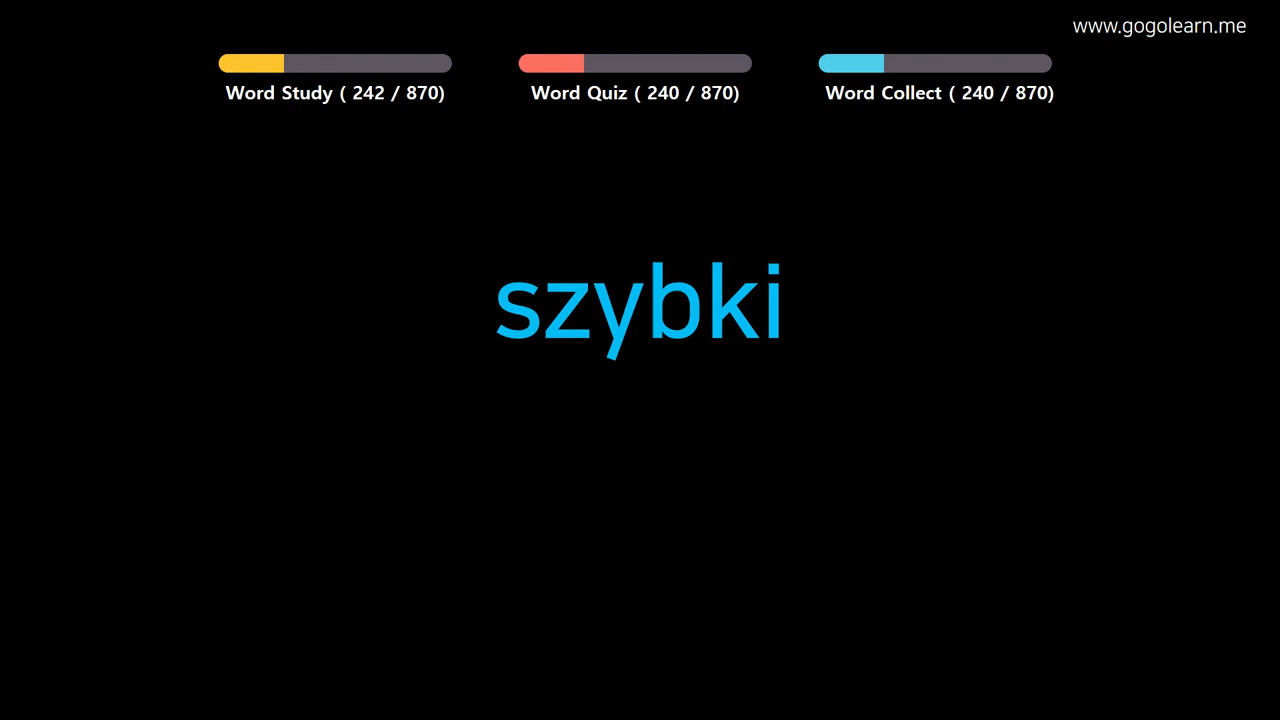 www.gogolearn.me
Word Study ( 242 / 870)
Word Quiz ( 240 / 870)
Word Collect ( 240 / 870)
szybki